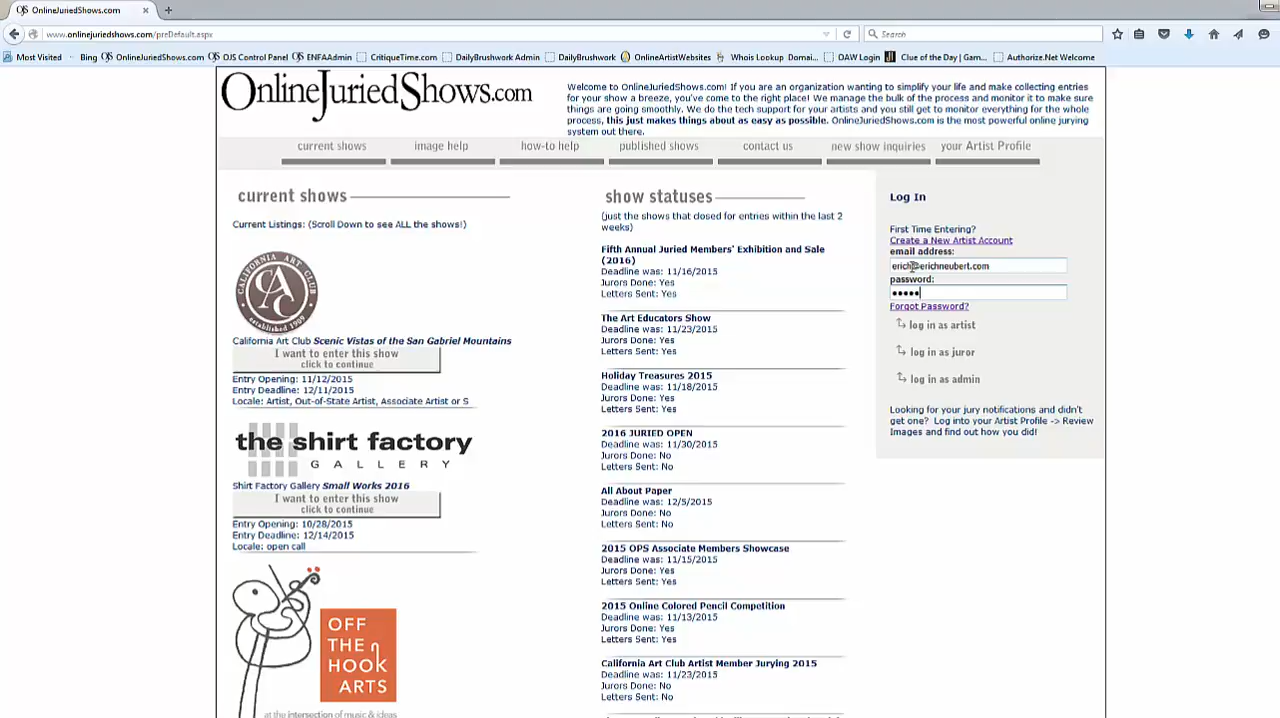 OJS OnlineJuriedShows.com
www.onlinejuriedshows.com/preDefault.aspx
Search
Most Visited
Bing
OJS OnlineJuriedShows.com
OJS OJS Control Panel
OJS ENFAAdmin
CritiqueTime.com
DailyBrushwork Admin
DailyBrushwork
OnlineArtistWebsites
Whois Lookup Domai...
OAW Login
Clue of the Day | Gam...
Authorize.Net Welcome
OnlineJuriedShows.com
Welcome to OnlineJuriedShows.com! If you are an organization wanting to simplify your life and make collecting entries
for your show a breeze, you've come to the right place! We manage the bulk of the process and monitor it to make sure
things are going smoothly. We do the tech support for your artists and you still get to monitor everything for the whole
process, this just makes things about as easy as possible. OnlineJuriedShows.com is the most powerful online jurying
system out there.
current shows
image help
how-to help
published shows
contact us
new show inquiries
your Artist Profile
current shows
Current Listings: (Scroll Down to see ALL the shows!)
CALIFORNIA ART CLUB
CAC
established 1909
California Art Club Scenic Vistas of the San Gabriel Mountains
I want to enter this show
click to continue
Entry Opening: 11/12/2015
Entry Deadline: 12/11/2015
Locale: Artist, Out-of-State Artist, Associate Artist or S
the shirt factory
GALLERY
Shirt Factory Gallery Small Works 2016
I want to enter this show
click to continue
Entry Opening: 10/28/2015
Entry Deadline: 12/14/2015
Locale: open call
OFF
THE
HOOK
ARTS
at the intersection of music & ideas
show statuses
(just the shows that closed for entries within the last 2
weeks)
Fifth Annual Juried Members' Exhibition and Sale
(2016)
Deadline was: 11/16/2015
Jurors Done: Yes
Letters Sent: Yes
The Art Educators Show
Deadline was: 11/23/2015
Jurors Done: Yes
Letters Sent: Yes
Holiday Treasures 2015
Deadline was: 11/18/2015
Jurors Done: Yes
Letters Sent: Yes
2016 JURIED OPEN
Deadline was: 11/30/2015
Jurors Done: No
Letters Sent: No
All About Paper
Deadline was: 12/5/2015
Jurors Done: No
Letters Sent: No
2015 OPS Associate Members Showcase
Deadline was: 11/15/2015
Jurors Done: Yes
Letters Sent: Yes
2015 Online Colored Pencil Competition
Deadline was: 11/13/2015
Jurors Done: Yes
Letters Sent: Yes
California Art Club Artist Member Jurying 2015
Deadline was: 11/23/2015
Jurors Done: No
Letters Sent: No
Log In
First Time Entering?
Create a New Artist Account
email address:
erich@erichneubert.com
password:
•••••
Forgot Password?
log in as artist
log in as juror
log in as admin
Looking for your jury notifications and didn't
get one? Log into your Artist Profile -> Review
Images and find out how you did!